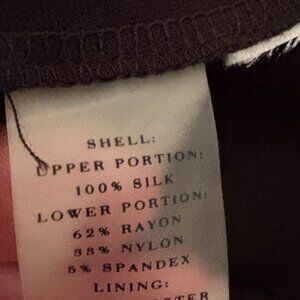 SHELL:
UPPER PORTION:
100% SILK
LOWER PORTION:
62% RAYON
33% NYLON
5% SPANDEX
LINING: